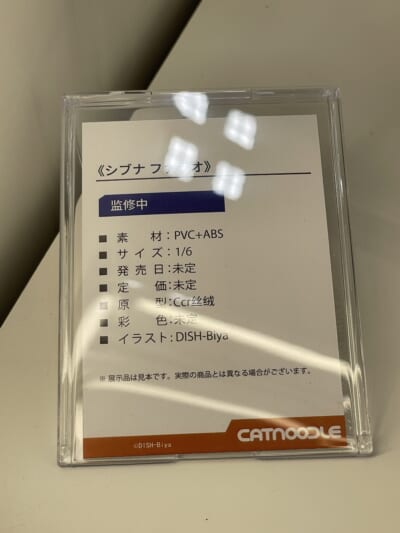 《シブナ ファ オ》
監修中
■ 素　材：PVC+ABS
■ サイズ：1/6
■ 発売日：未定
■ 定　価：未定
■ 原　型：Ccr丝绒
■ 彩　色：未定
■ イラスト：DISH-Biya
※ 展示品は見本です。実際の商品とは異なる場合がございます。
©DISH-Biya
CATNOODLE